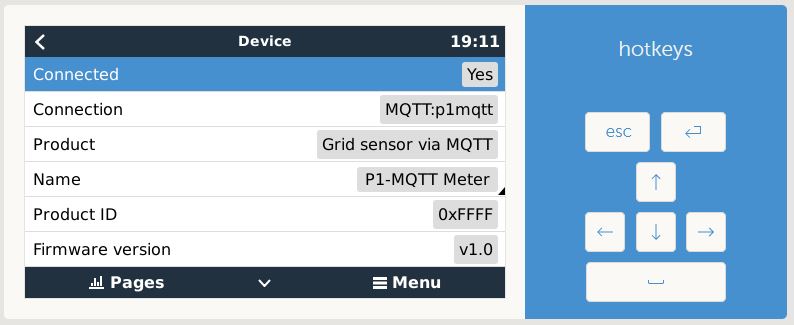 Device 19:11
Connected Yes
Connection MQTT:p1mqtt
Product Grid sensor via MQTT
Name P1-MQTT Meter
Product ID 0xFFFF
Firmware version v1.0
Pages Menu
hotkeys
esc